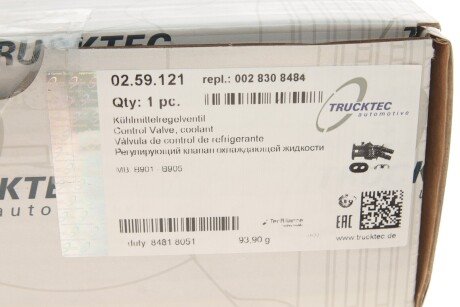 TRUCKTEC
02.59.121 repl.: 002 830 8484
Qty: 1 pc.
TRUCKTEC
automotive
Kühlmittelregelventil
Control Valve, coolant
Válvula de control de refrigerante
Регулирующий клапан охлаждающей жидкости
MB B901 - B905
EAC
duty 8481 8051 93,90 g
www.trucktec.de
TRUCKTEC
automotive